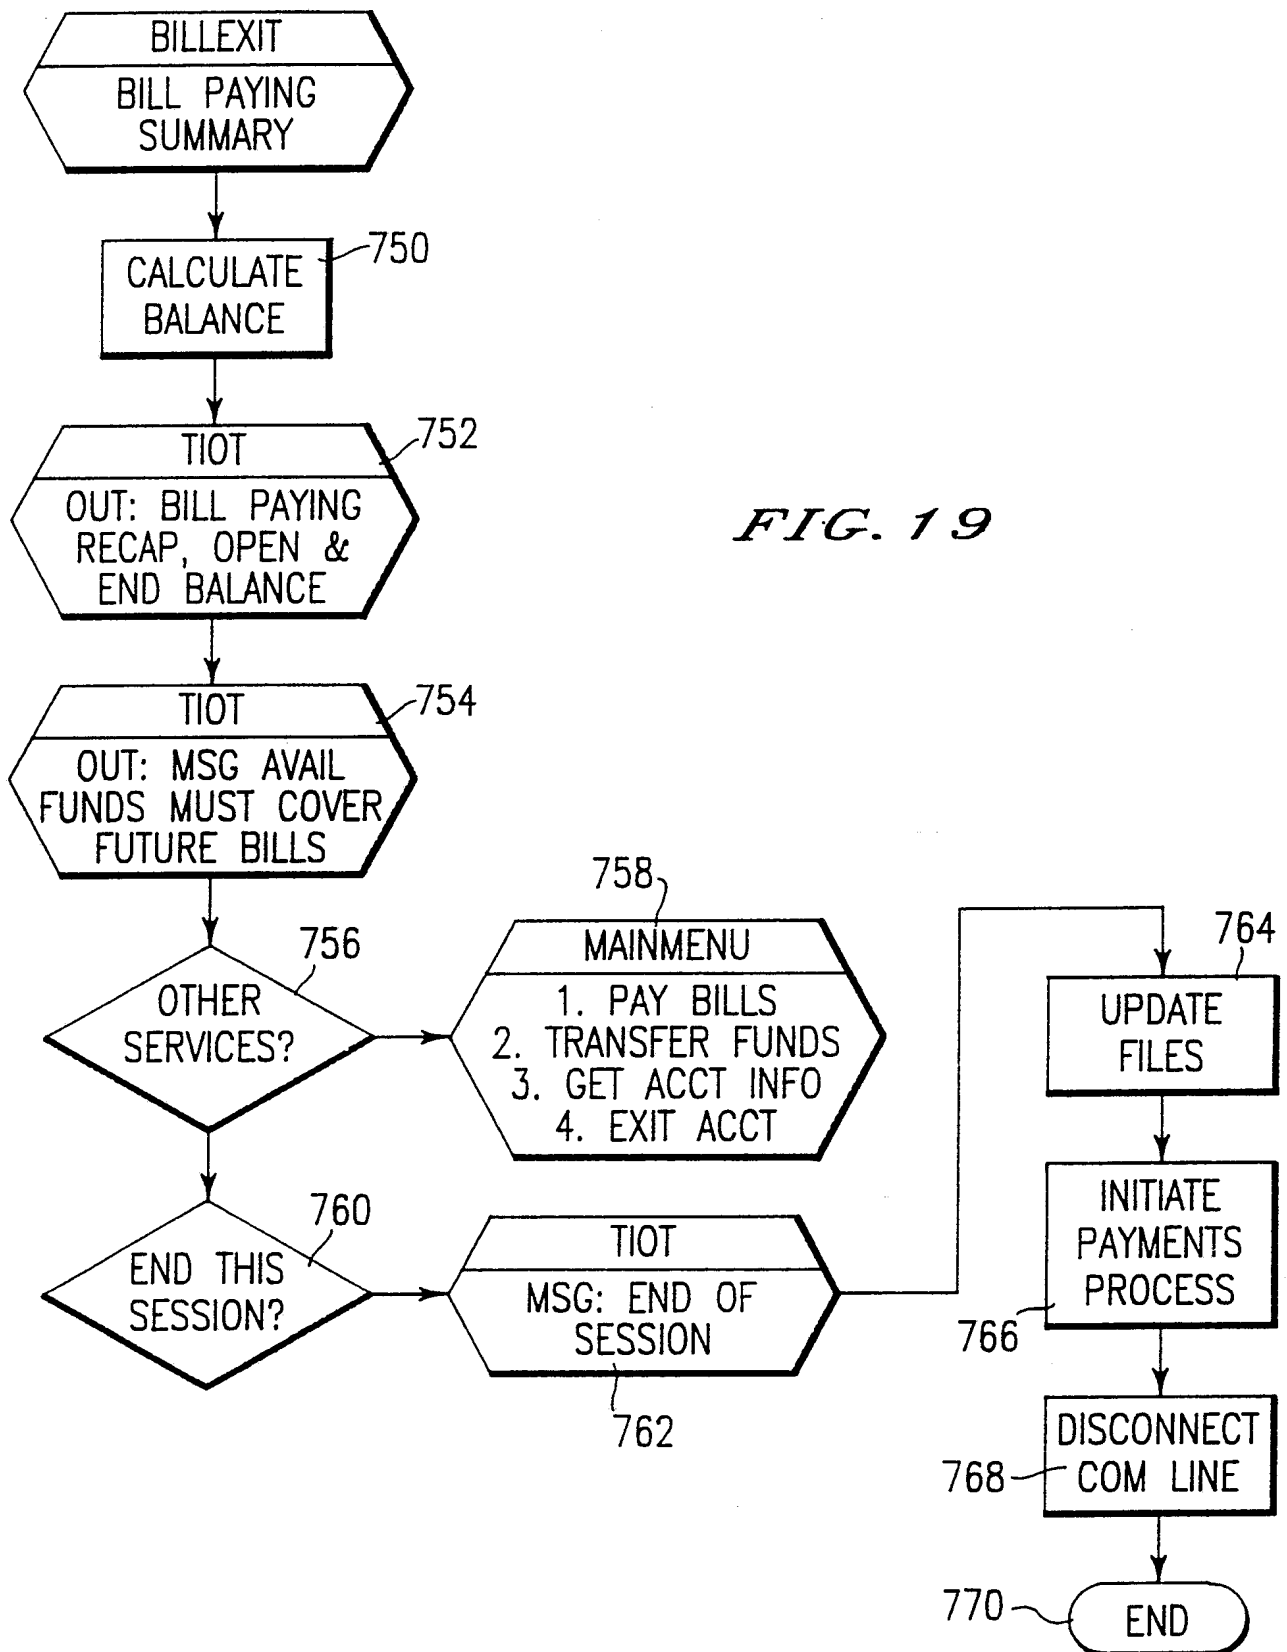 BILLEXIT
BILL PAYING
SUMMARY
750
CALCULATE
BALANCE
752
TIOT
OUT: BILL PAYING
RECAP, OPEN &
END BALANCE
FIG. 19
754
TIOT
OUT: MSG AVAIL
FUNDS MUST COVER
FUTURE BILLS
756
OTHER
SERVICES?
758
MAINMENU
1. PAY BILLS
2. TRANSFER FUNDS
3. GET ACCT INFO
4. EXIT ACCT
760
END THIS
SESSION?
TIOT
MSG: END OF
SESSION
762
764
UPDATE
FILES
INITIATE
PAYMENTS
PROCESS
766
DISCONNECT
COM LINE
768
770
END